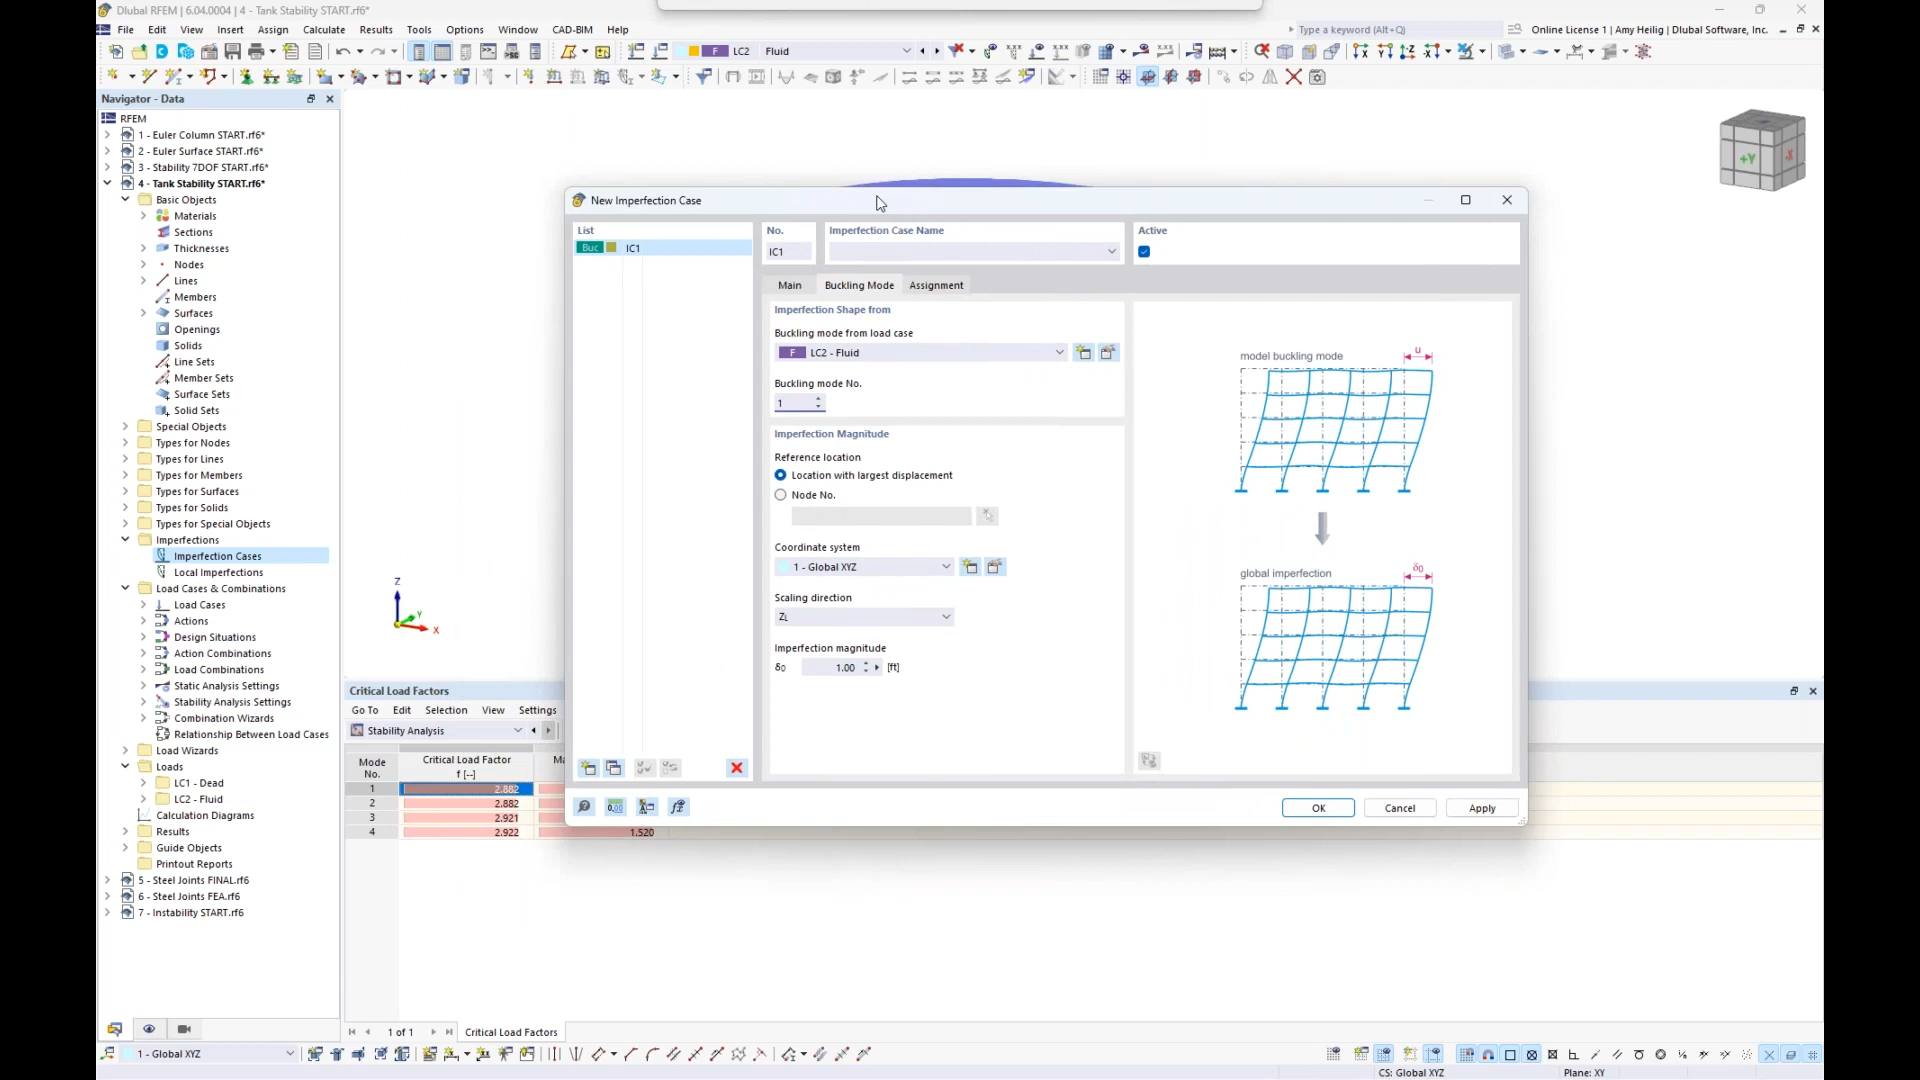 Dlubal RFEM | 6.04.0004 | 4 - Tank Stability START.rf6*
File Edit View Insert Assign Calculate Results Tools Options Window CAD-BIM Help
Type a keyword (Alt+Q)
Online License 1 | Amy Heilig | Dlubal Software, Inc.
F LC2 Fluid
Navigator - Data
RFEM
1 - Euler Column START.rf6*
2 - Euler Surface START.rf6*
3 - Stability 7DOF START.rf6*
4 - Tank Stability START.rf6*
Basic Objects
Materials
Sections
Thicknesses
Nodes
Lines
Members
Surfaces
Openings
Solids
Line Sets
Member Sets
Surface Sets
Solid Sets
Special Objects
Types for Nodes
Types for Lines
Types for Members
Types for Surfaces
Types for Solids
Types for Special Objects
Imperfections
Imperfection Cases
Local Imperfections
Load Cases & Combinations
Load Cases
Actions
Design Situations
Action Combinations
Load Combinations
Static Analysis Settings
Stability Analysis Settings
Combination Wizards
Relationship Between Load Cases
Load Wizards
Loads
LC1 - Dead
LC2 - Fluid
Calculation Diagrams
Results
Guide Objects
Printout Reports
5 - Steel Joints FINAL.rf6
6 - Steel Joints FEA.rf6
7 - Instability START.rf6
1 - Global XYZ
+Y
-X
Z
Y
X
New Imperfection Case
List
Buc IC1
No.
IC1
Imperfection Case Name
Active
Main Buckling Mode Assignment
Imperfection Shape from
Buckling mode from load case
F LC2 - Fluid
Buckling mode No.
1
Imperfection Magnitude
Reference location
Location with largest displacement
Node No.
Coordinate system
1 - Global XYZ
Scaling direction
ZL
Imperfection magnitude
δ0 1.00 [ft]
model buckling mode
u
global imperfection
δ0
OK Cancel Apply
Critical Load Factors
Go To Edit Selection View Settings
Stability Analysis
Mode No.
Critical Load Factor
f [--]
1 2.882
2 2.882
3 2.921
4 2.922 1.520
1 of 1
Critical Load Factors
CS: Global XYZ
Plane: XY